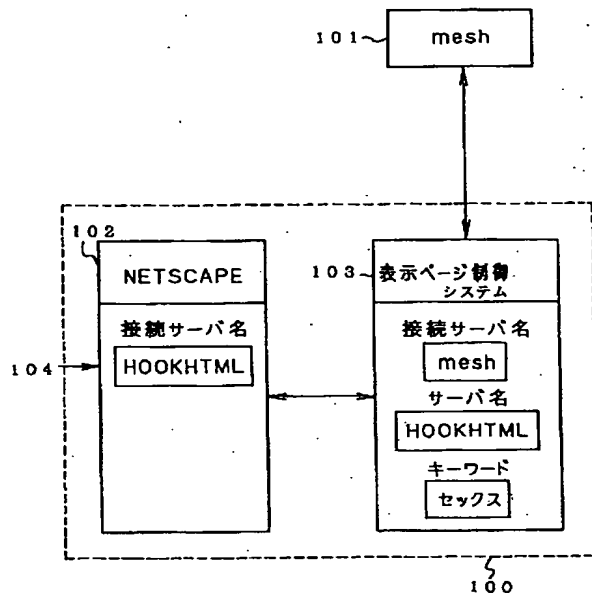 101
mesh
102
NETSCAPE
接続サーバ名
HOOKHTML
104
103
表示ページ制御
システム
接続サーバ名
mesh
サーバ名
HOOKHTML
キーワード
セックス
100